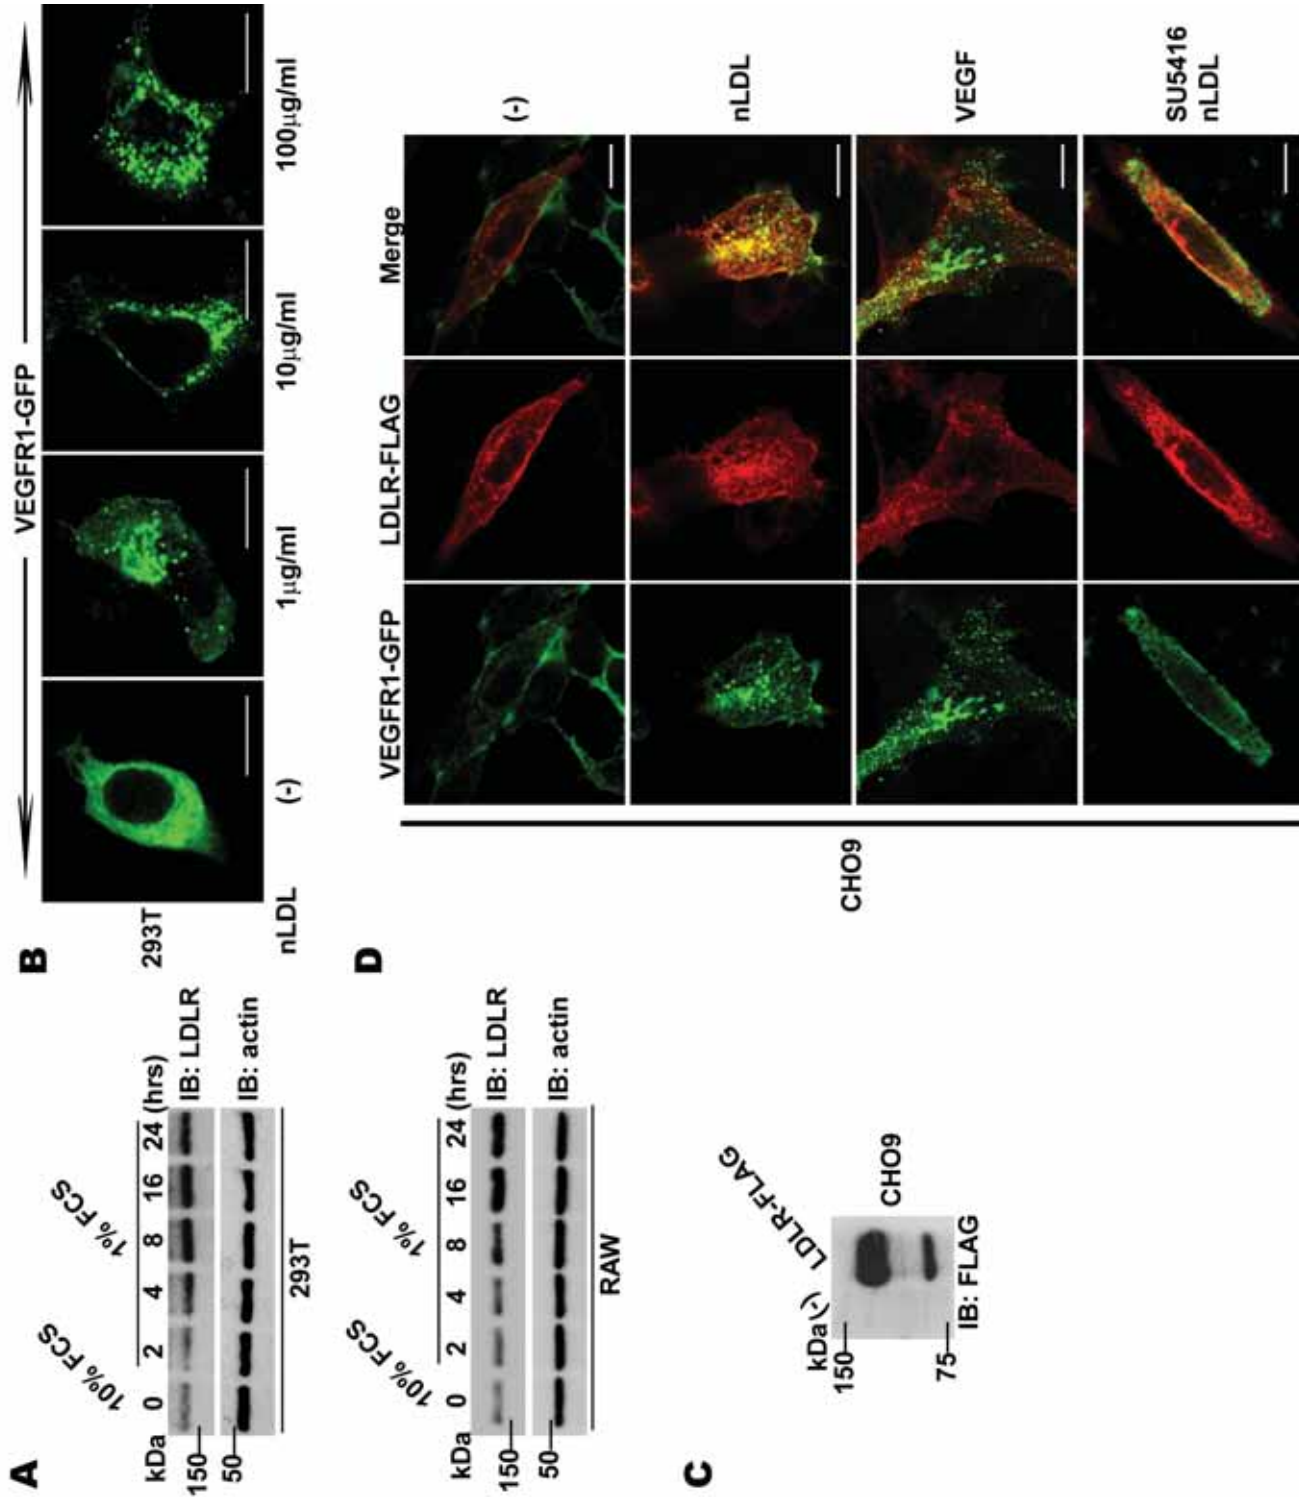 A
10% FCS 1% FCS
kDa 0 2 4 8 16 24 (hrs)
150 IB: LDLR
50 IB: actin
293T
10% FCS 1% FCS
kDa 0 2 4 8 16 24 (hrs)
150 IB: LDLR
50 IB: actin
RAW
B
VEGFR1-GFP
293T
nLDL (-) 1µg/ml 10µg/ml 100µg/ml
C
kDa (-) LDLR-FLAG
150
CHO9
75
IB: FLAG
D
VEGFR1-GFP LDLR-FLAG Merge
(-)
nLDL
CHO9
VEGF
SU5416
nLDL